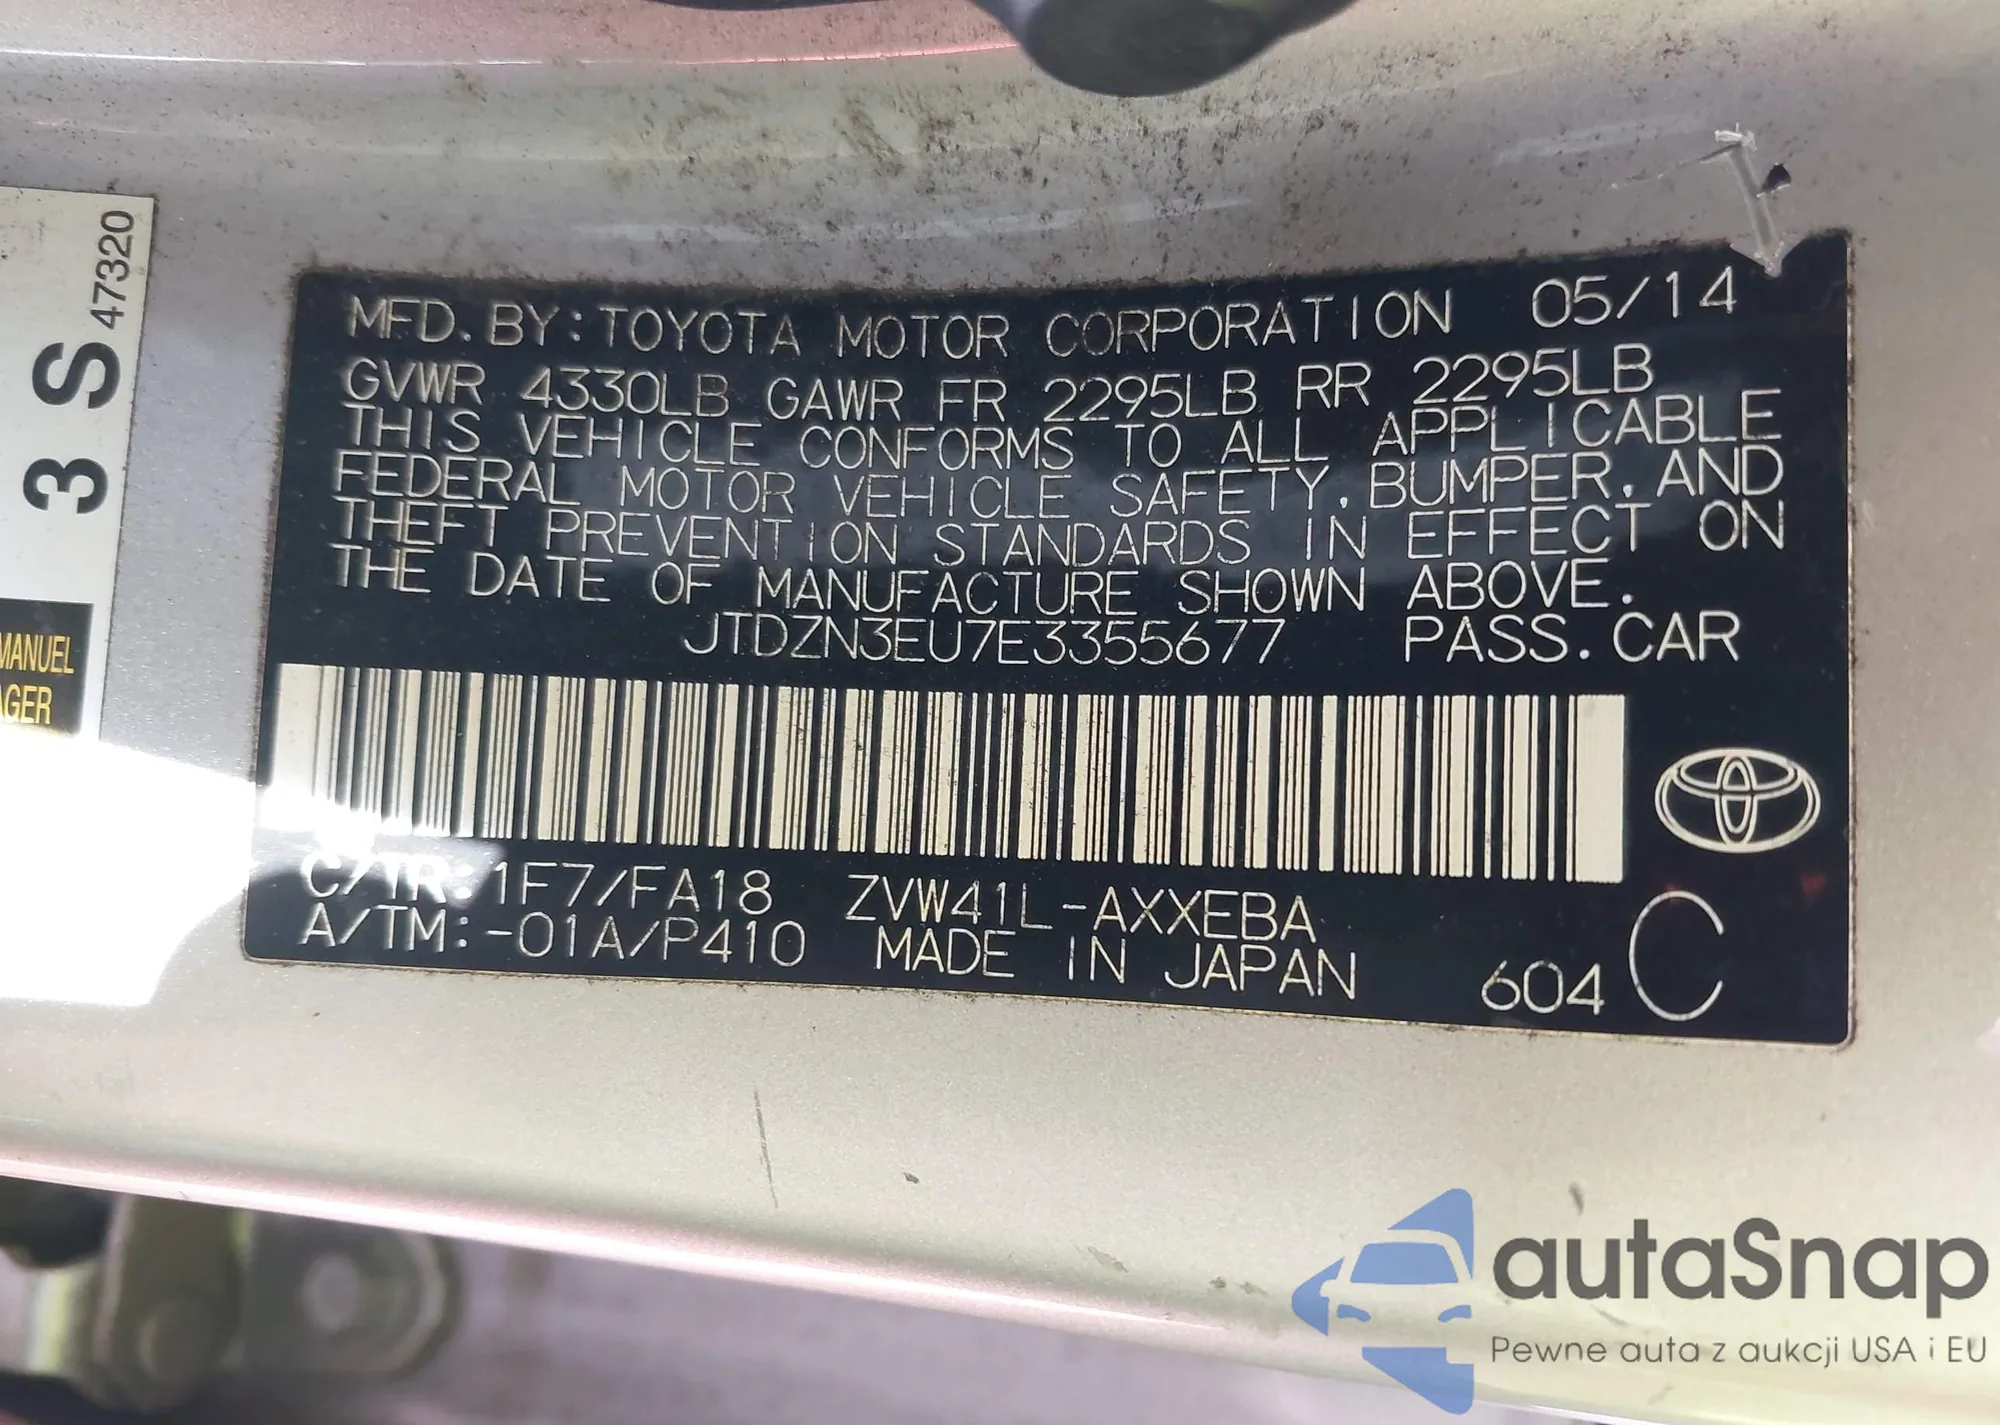 3 S 47320
MANUEL
AGER
MFD. BY: TOYOTA MOTOR CORPORATION 05/14
GVWR 4330LB GAWR FR 2295LB RR 2295LB
THIS VEHICLE CONFORMS TO ALL APPLICABLE
FEDERAL MOTOR VEHICLE SAFETY, BUMPER, AND
THEFT PREVENTION STANDARDS IN EFFECT ON
THE DATE OF MANUFACTURE SHOWN ABOVE.
JTDZN3EU7E3355677 PASS. CAR
C/TR: 1F7/FA18 ZVW41L-AXXEBA
A/TM: -01A/P410 MADE IN JAPAN 604 C
autaSnap
Pewne auta z aukcji USA i EU